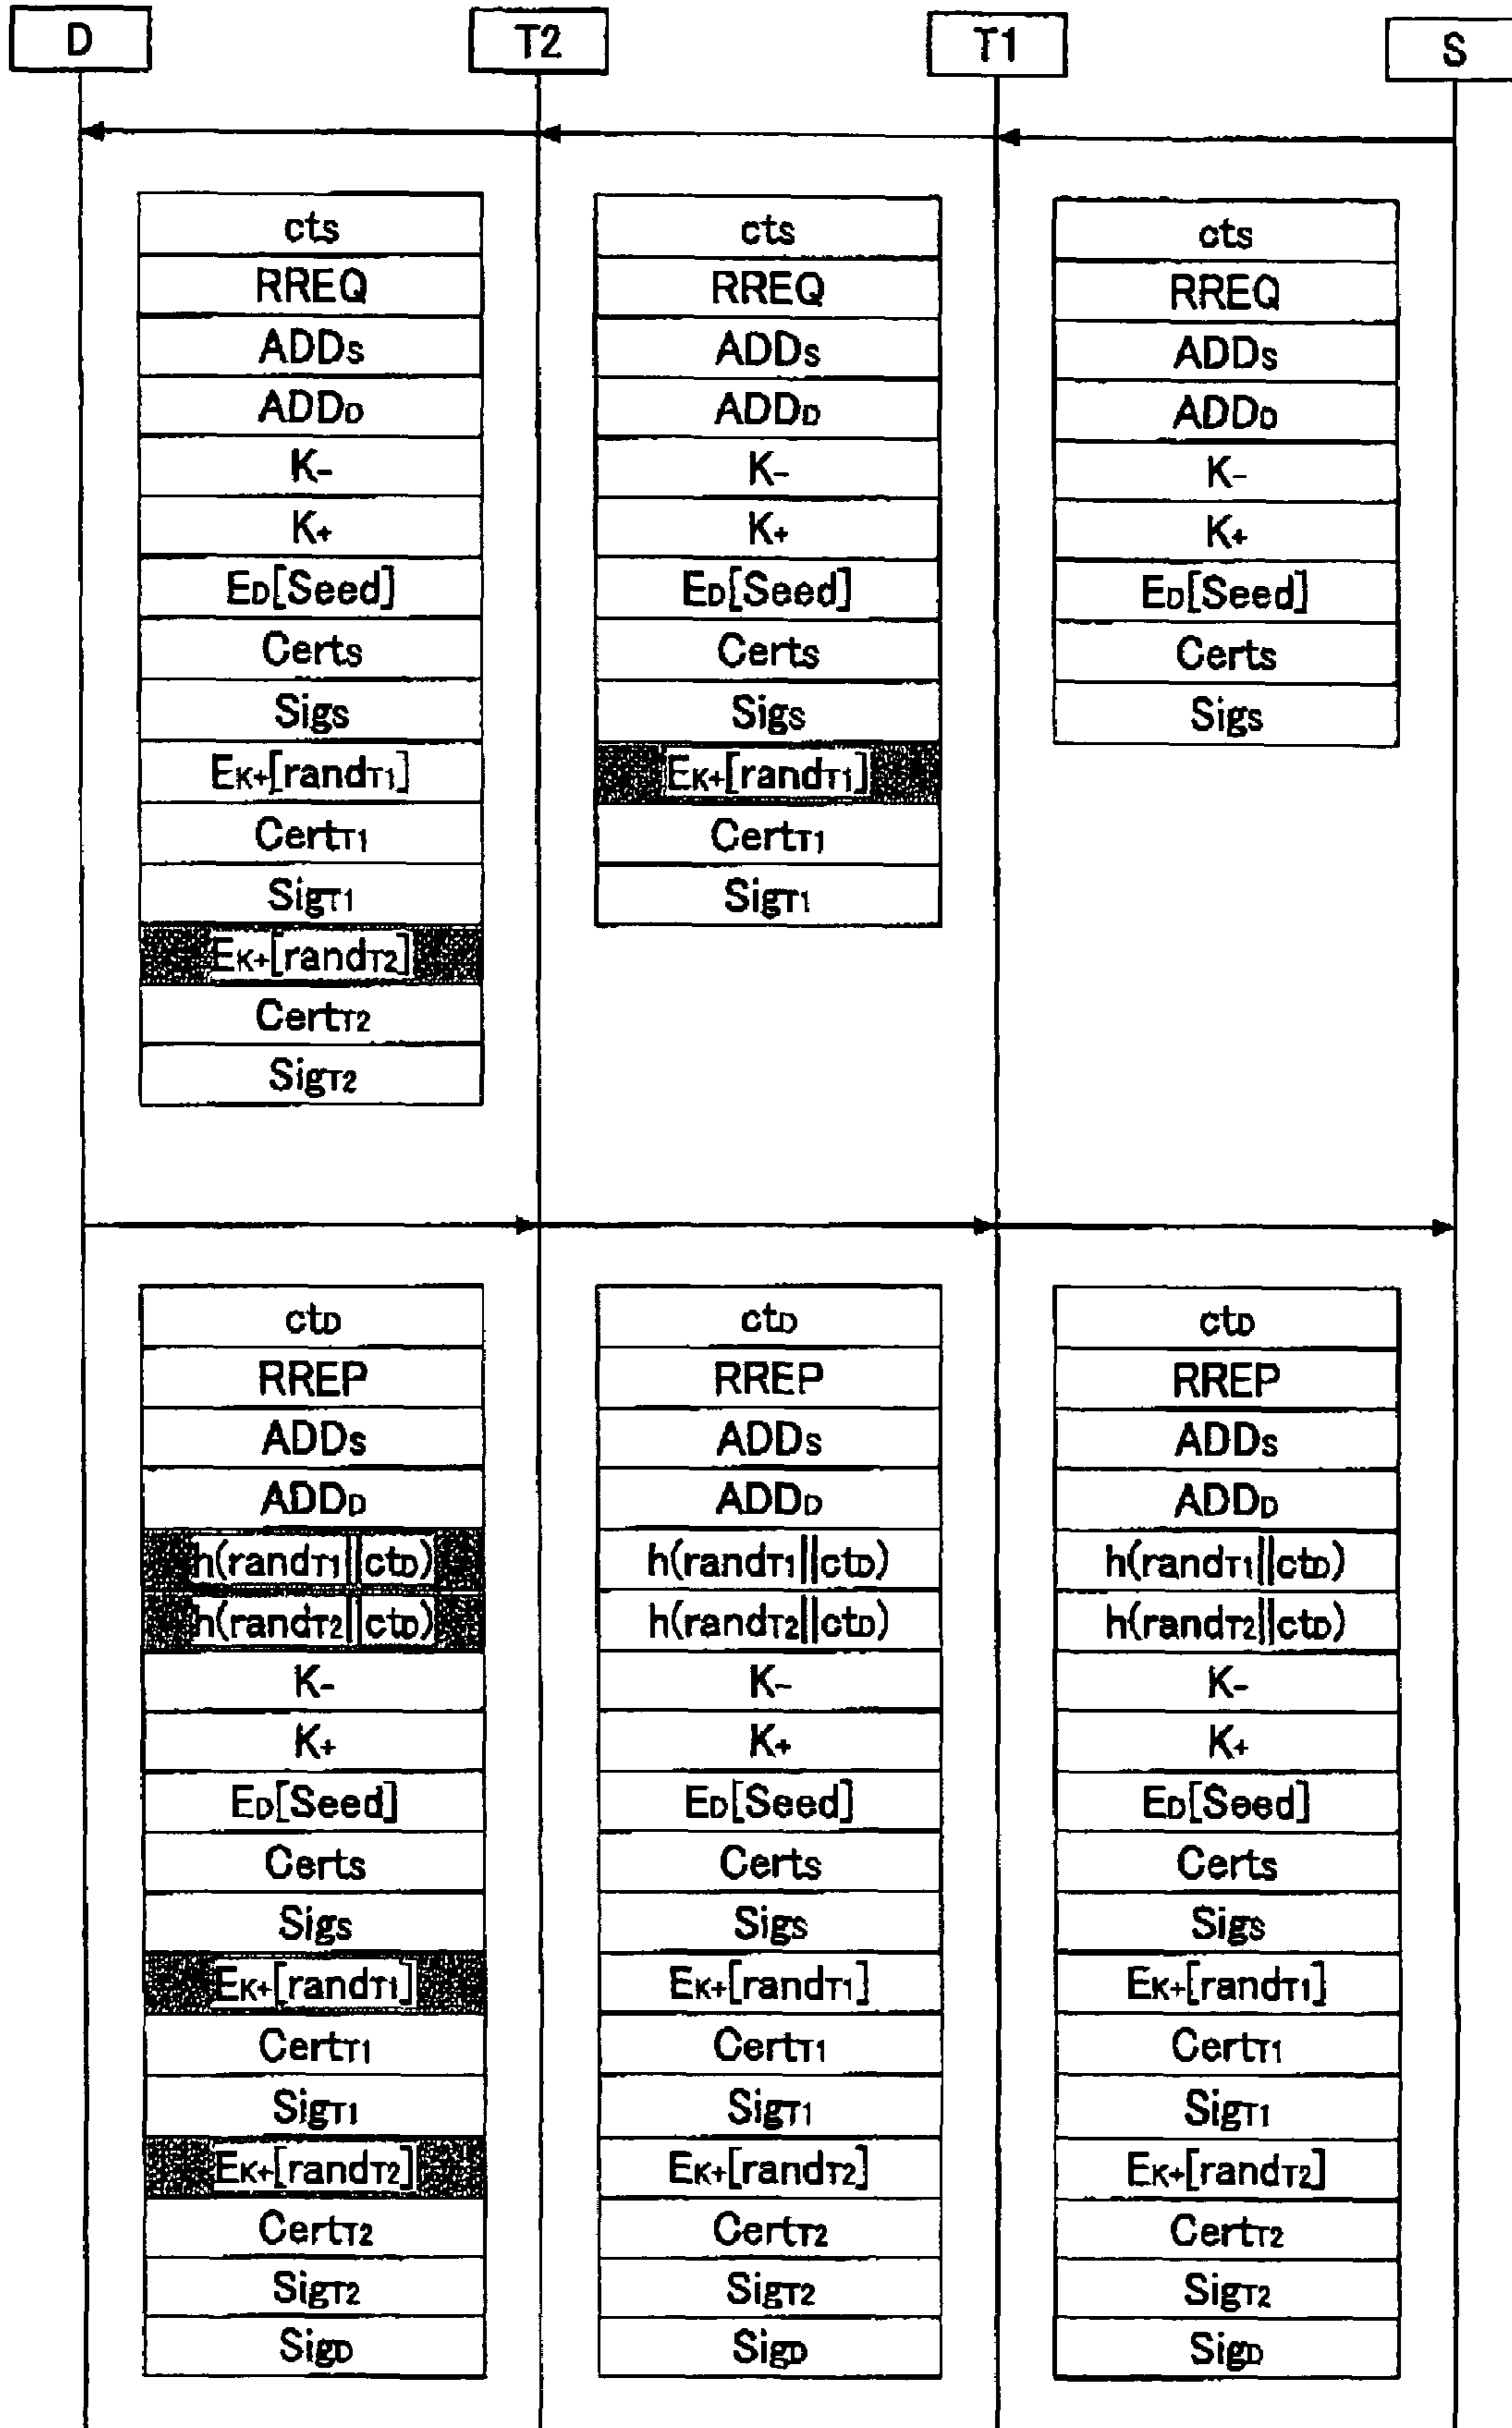 D
T2
T1
S
cts
RREQ
ADDs
ADDD
K-
K+
ED[Seed]
Certs
Sigs
EK+[randT1]
CertT1
SigT1
EK+[randT2]
CertT2
SigT2
cts
RREQ
ADDs
ADDD
K-
K+
ED[Seed]
Certs
Sigs
EK+[randT1]
CertT1
SigT1
cts
RREQ
ADDs
ADDD
K-
K+
ED[Seed]
Certs
Sigs
ctD
RREP
ADDs
ADDD
h(randT1||ctD)
h(randT2||ctD)
K-
K+
ED[Seed]
Certs
Sigs
EK+[randT1]
CertT1
SigT1
EK+[randT2]
CertT2
SigT2
SigD
ctD
RREP
ADDs
ADDD
h(randT1||ctD)
h(randT2||ctD)
K-
K+
ED[Seed]
Certs
Sigs
EK+[randT1]
CertT1
SigT1
EK+[randT2]
CertT2
SigT2
SigD
ctD
RREP
ADDs
ADDD
h(randT1||ctD)
h(randT2||ctD)
K-
K+
ED[Seed]
Certs
Sigs
EK+[randT1]
CertT1
SigT1
EK+[randT2]
CertT2
SigT2
SigD